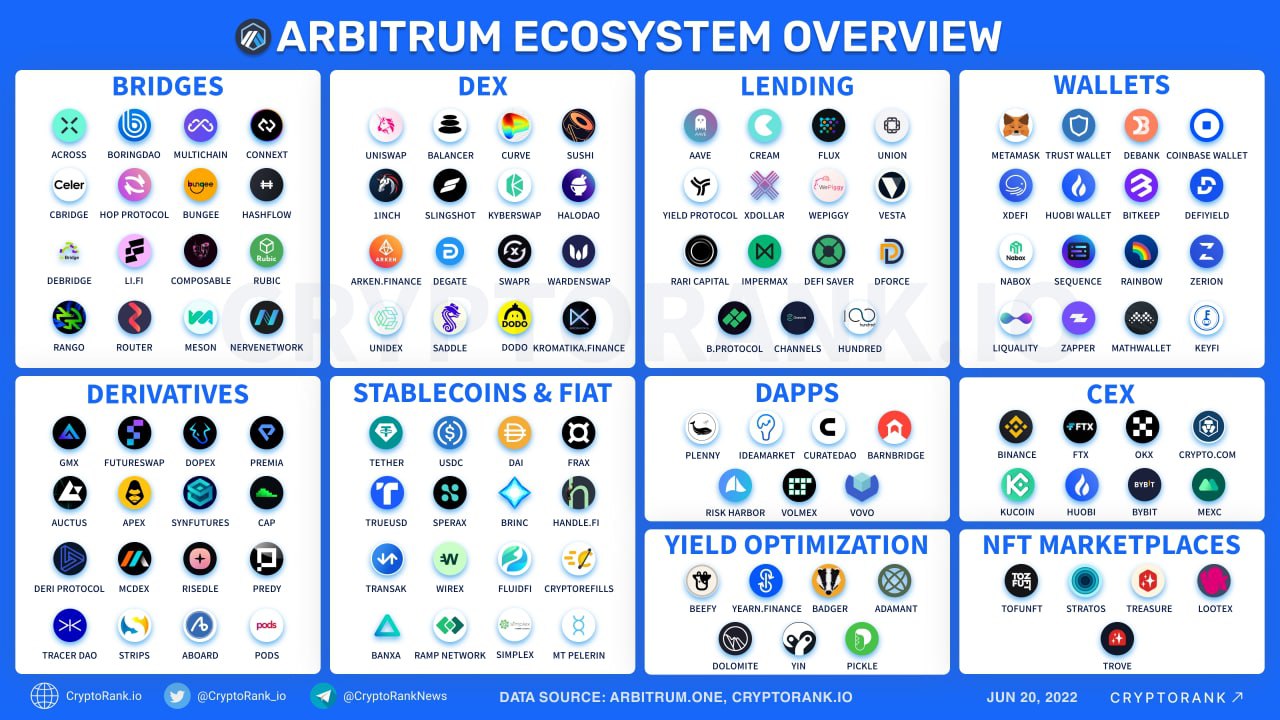 ARBITRUM ECOSYSTEM OVERVIEW
BRIDGES
ACROSS BORINGDAO MULTICHAIN CONNEXT
Celer bungee
CBRIDGE HOP PROTOCOL BUNGEE HASHFLOW
Bridge Rubic
DEBRIDGE LI.FI COMPOSABLE RUBIC
RANGO ROUTER MESON NERVENETWORK
DEX
UNISWAP BALANCER CURVE SUSHI
1INCH SLINGSHOT KYBERSWAP HALODAO
ARKEN
ARKEN.FINANCE DEGATE SWAPR WARDENSWAP
DODO
UNIDEX SADDLE DODO KROMATIKA.FINANCE
LENDING
AAVE
AAVE CREAM FLUX UNION
WePiggy
YIELD PROTOCOL XDOLLAR WEPIGGY VESTA
RARI CAPITAL IMPERMAX DEFI SAVER DFORCE
Channels hundred
B.PROTOCOL CHANNELS HUNDRED
WALLETS
METAMASK TRUST WALLET DEBANK COINBASE WALLET
XDEFI HUOBI WALLET BITKEEP DEFIYIELD
Nabox
NABOX SEQUENCE RAINBOW ZERION
LIQUALITY ZAPPER MATHWALLET KEYFI
DERIVATIVES
GMX FUTURESWAP DOPEX PREMIA
AUCTUS APEX SYNFUTURES CAP
DERI PROTOCOL MCDEX RISEDLE PREDY
pods
TRACER DAO STRIPS ABOARD PODS
STABLECOINS & FIAT
TETHER USDC DAI FRAX
TRUEUSD SPERAX BRINC HANDLE.FI
TRANSAK WIREX FLUIDFI CRYPTOREFILLS
simplex
BANXA RAMP NETWORK SIMPLEX MT PELERIN
DAPPS
PLENNY IDEAMARKET CURATEDAO BARNBRIDGE
RISK HARBOR VOLMEX VOVO
CEX
FTX
BINANCE FTX OKX CRYPTO.COM
BYBIT
KUCOIN HUOBI BYBIT MEXC
YIELD OPTIMIZATION
BEEFY YEARN.FINANCE BADGER ADAMANT
DOLOMITE YIN PICKLE
NFT MARKETPLACES
TOFUNFT STRATOS TREASURE LOOTEX
TROVE
CRYPTORANK.IO
CryptoRank.io @CryptoRank_io @CryptoRankNews DATA SOURCE: ARBITRUM.ONE, CRYPTORANK.IO JUN 20, 2022 CRYPTORANK